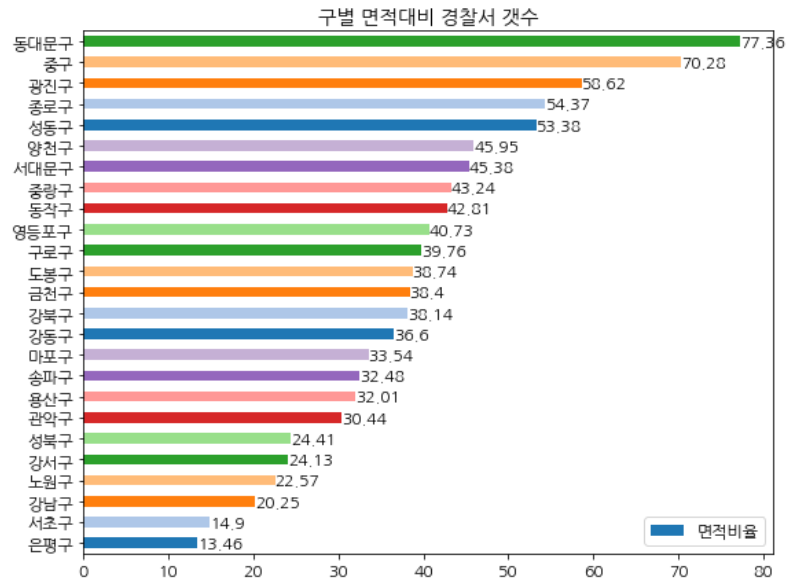 구별 면적대비 경찰서 갯수
동대문구 77.36
중구 70.28
광진구 58.62
종로구 54.37
성동구 53.38
양천구 45.95
서대문구 45.38
중랑구 43.24
동작구 42.81
영등포구 40.73
구로구 39.76
도봉구 38.74
금천구 38.4
강북구 38.14
강동구 36.6
마포구 33.54
송파구 32.48
용산구 32.01
관악구 30.44
성북구 24.41
강서구 24.13
노원구 22.57
강남구 20.25
서초구 14.9
은평구 13.46
면적비율
0 10 20 30 40 50 60 70 80